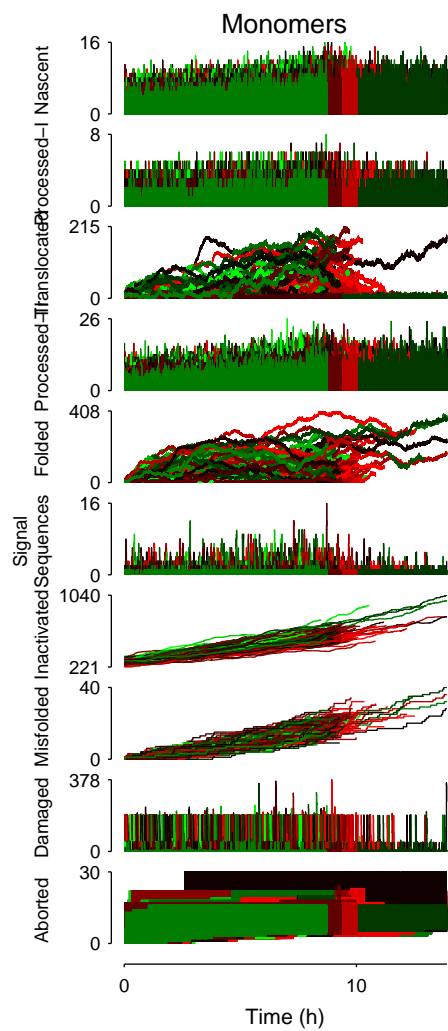 Monomers
16
0
Nascent
8
0
Processed−I
215
0
Translocated
26
0
Processed−II
408
0
Folded
16
0
Signal
Sequences
1040
221
Inactivated
40
0
Misfolded
378
0
Damaged
30
0
Aborted
0
10
Time (h)